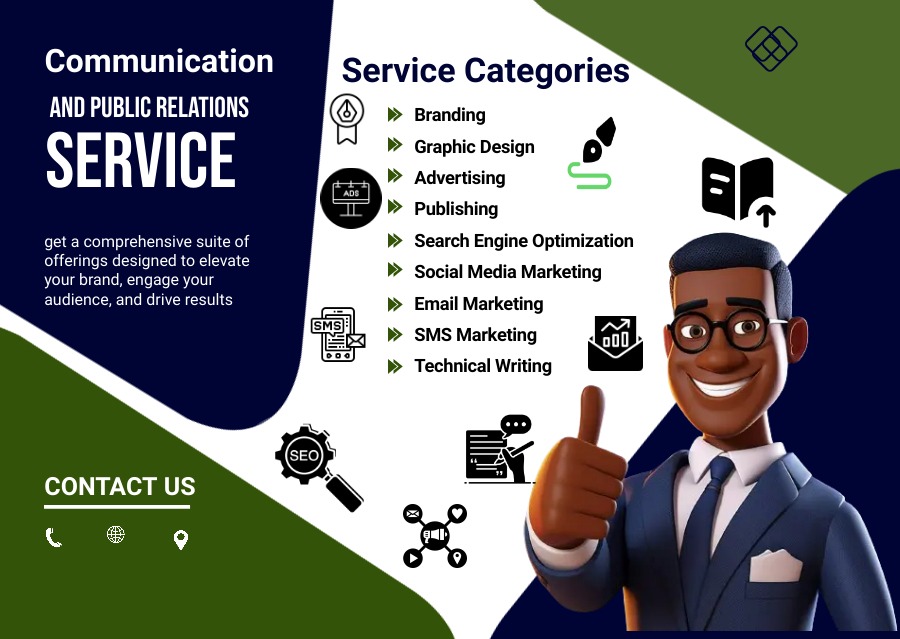 Communication
AND PUBLIC RELATIONS
SERVICE
get a comprehensive suite of
offerings designed to elevate
your brand, engage your
audience, and drive results
CONTACT US
Service Categories
Branding
Graphic Design
Advertising
Publishing
Search Engine Optimization
Social Media Marketing
Email Marketing
SMS Marketing
Technical Writing
ADS
SMS
SEO